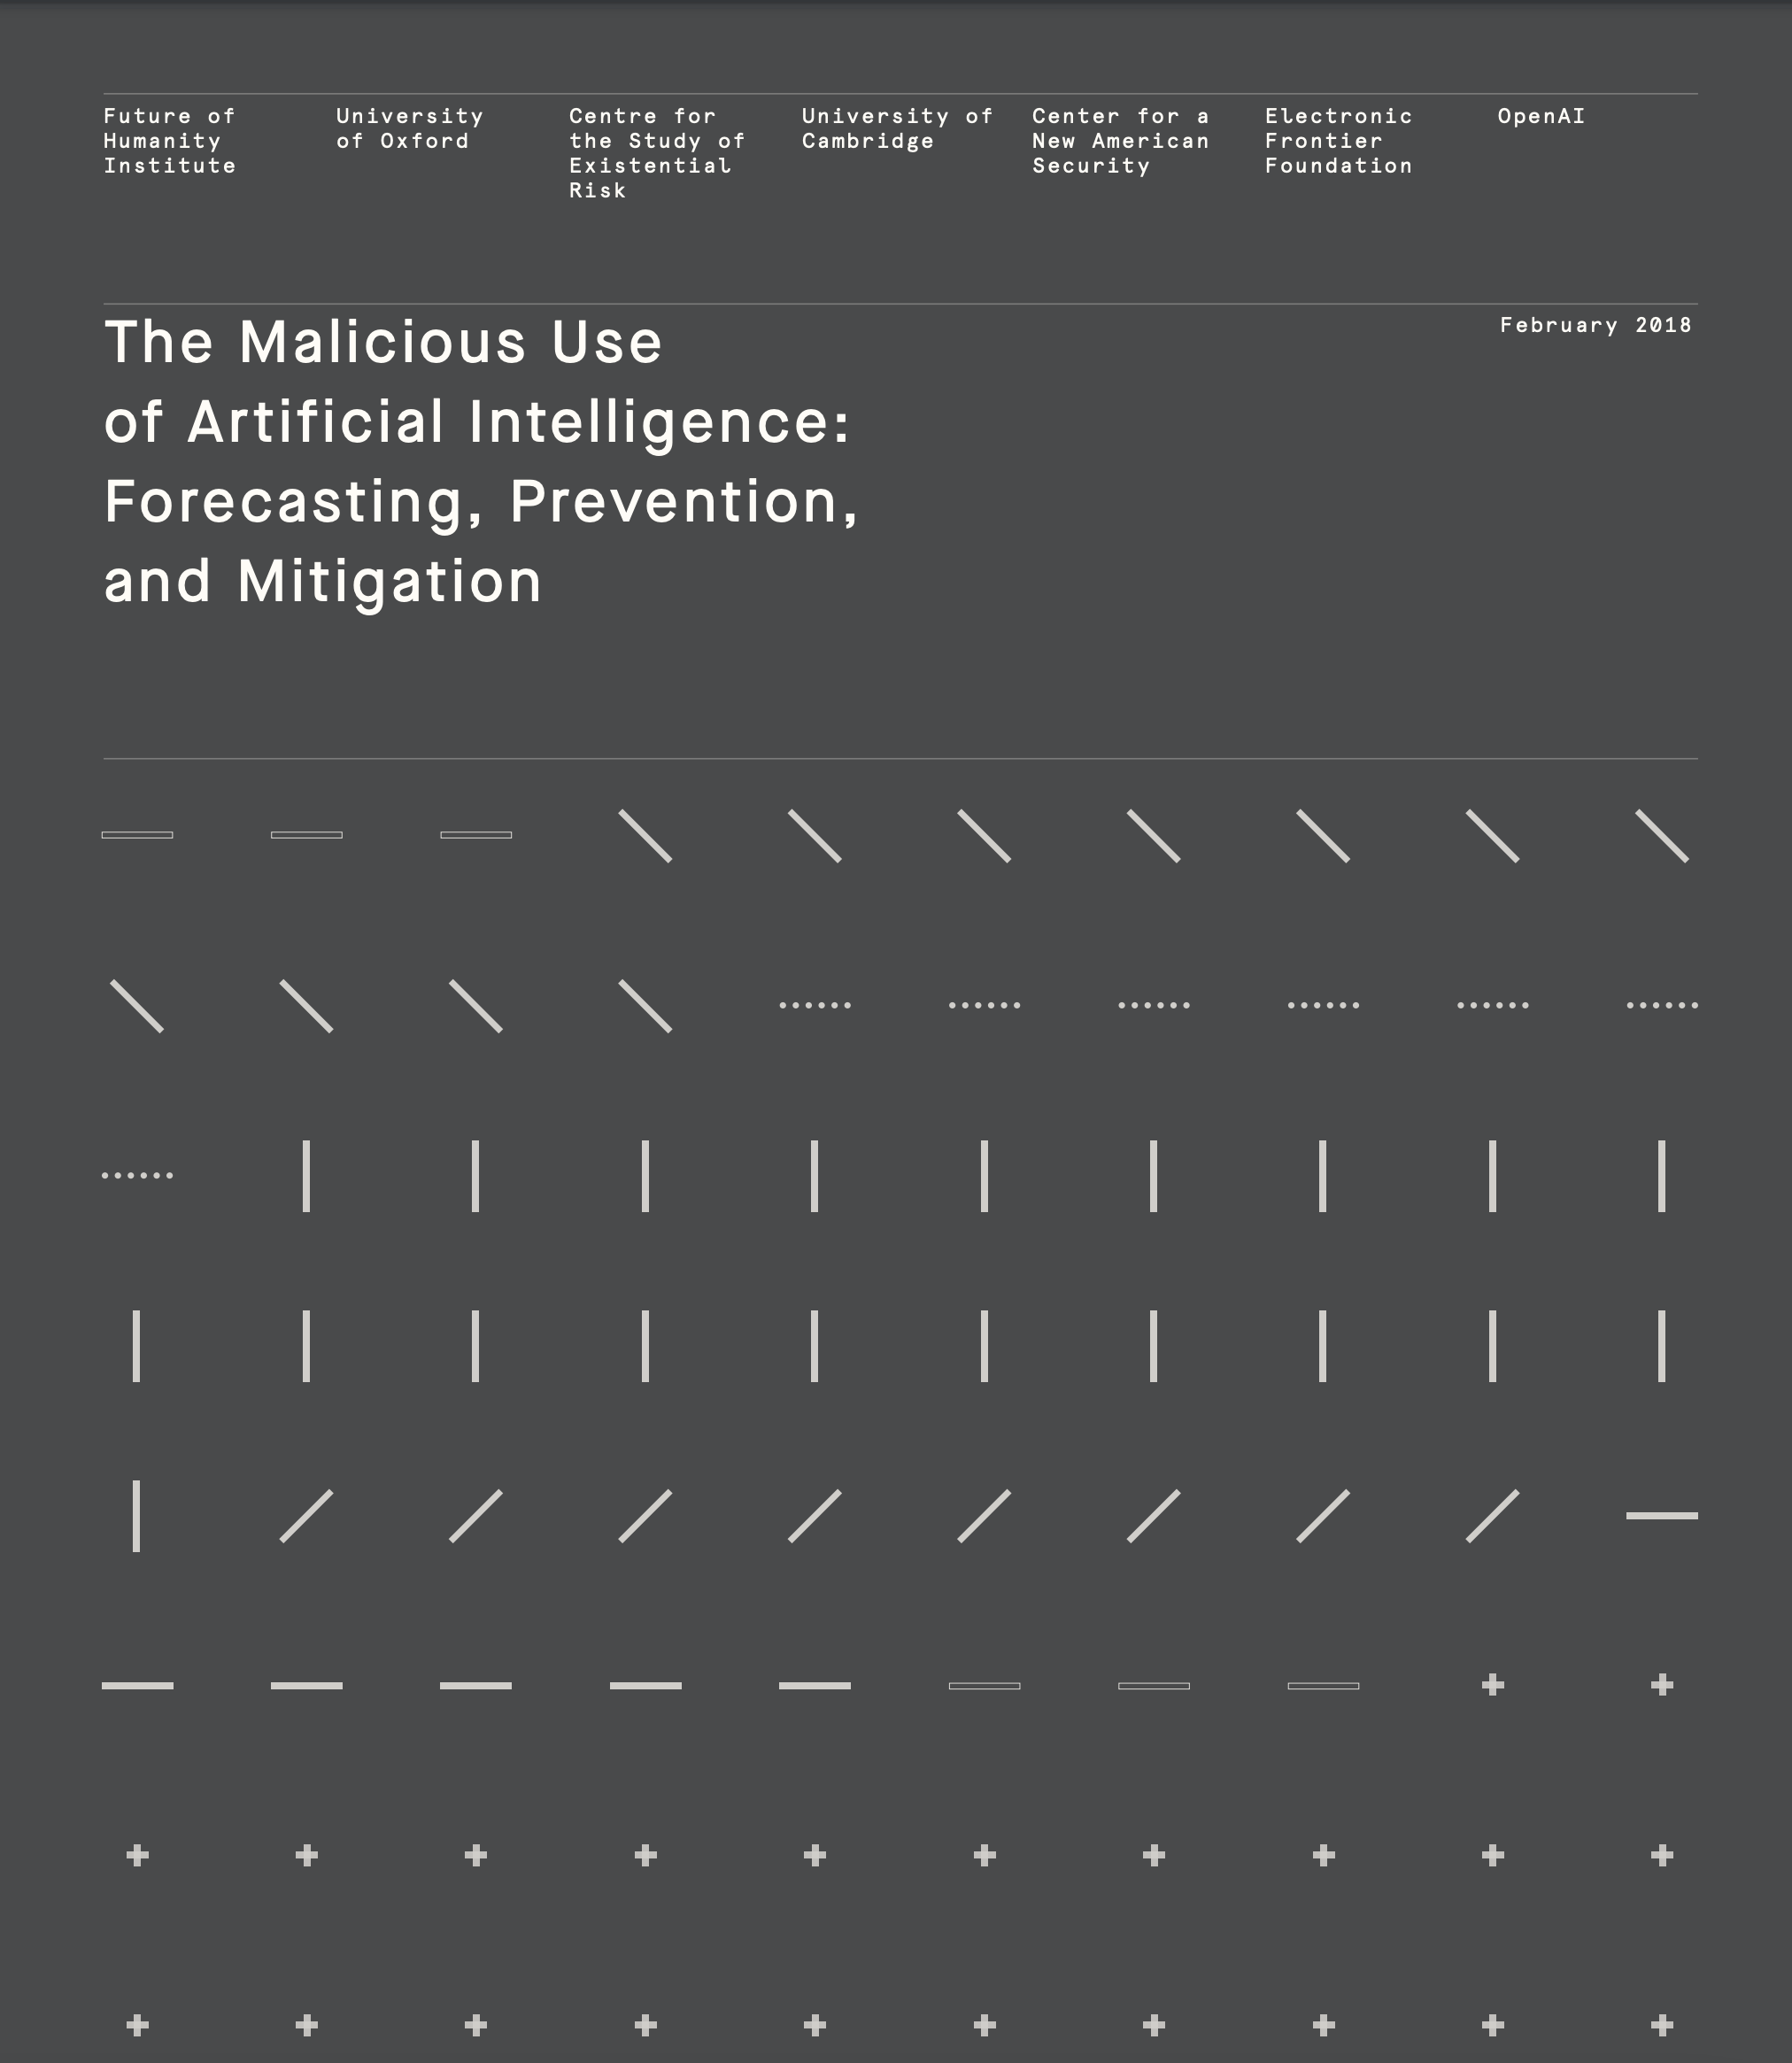 Future of
Humanity
Institute
University
of Oxford
Centre for
the Study of
Existential
Risk
University of
Cambridge
Center for a
New American
Security
Electronic
Frontier
Foundation
OpenAI
The Malicious Use
of Artificial Intelligence:
Forecasting, Prevention,
and Mitigation
February 2018